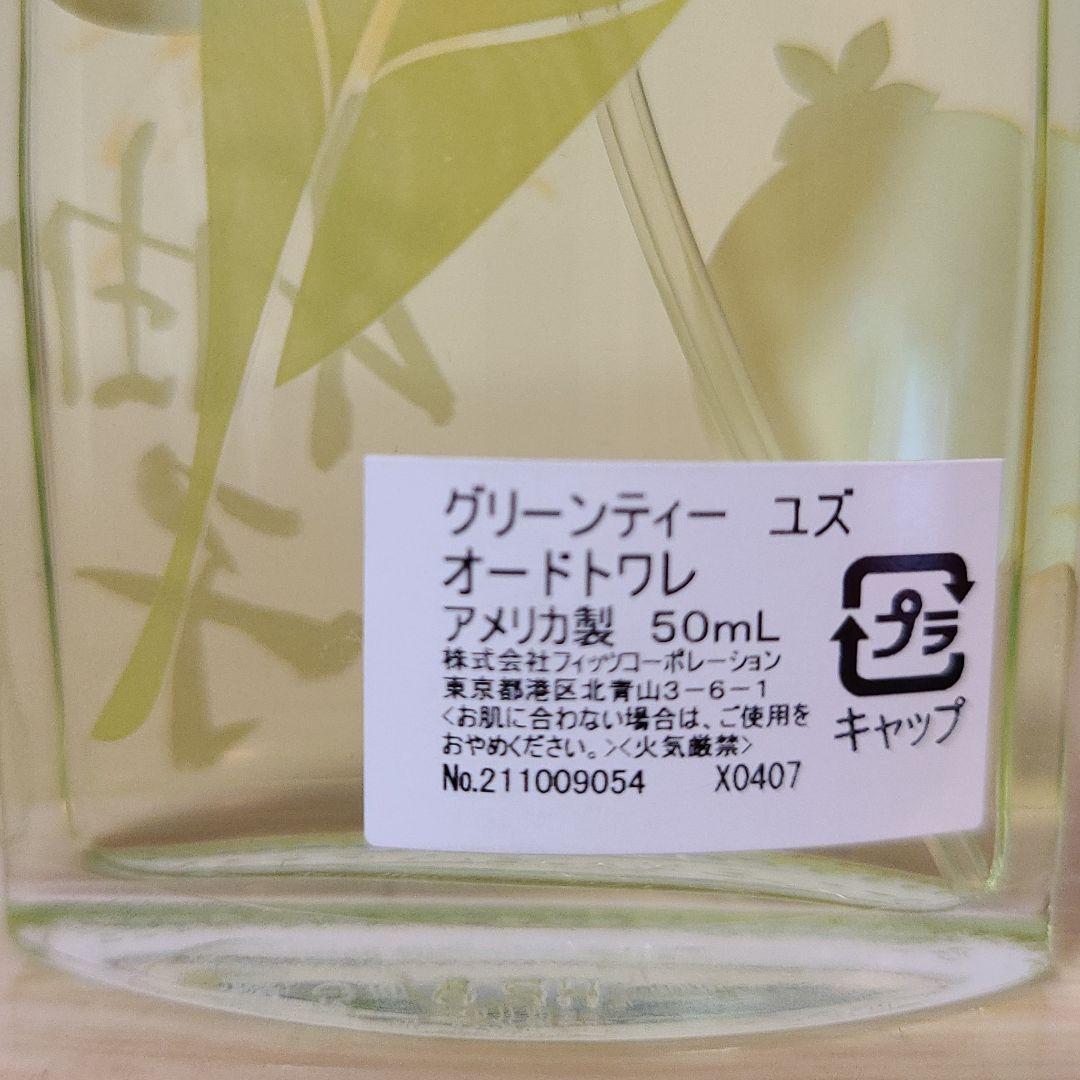 グリーンティー ユズ
オードトワレ
アメリカ製 50mL
株式会社フィッツコーポレーション
東京都港区北青山3-6-1
<お肌に合わない場合は、ご使用を
おやめください。><火気厳禁>
No.211009054 X0407
プラ
キャップ